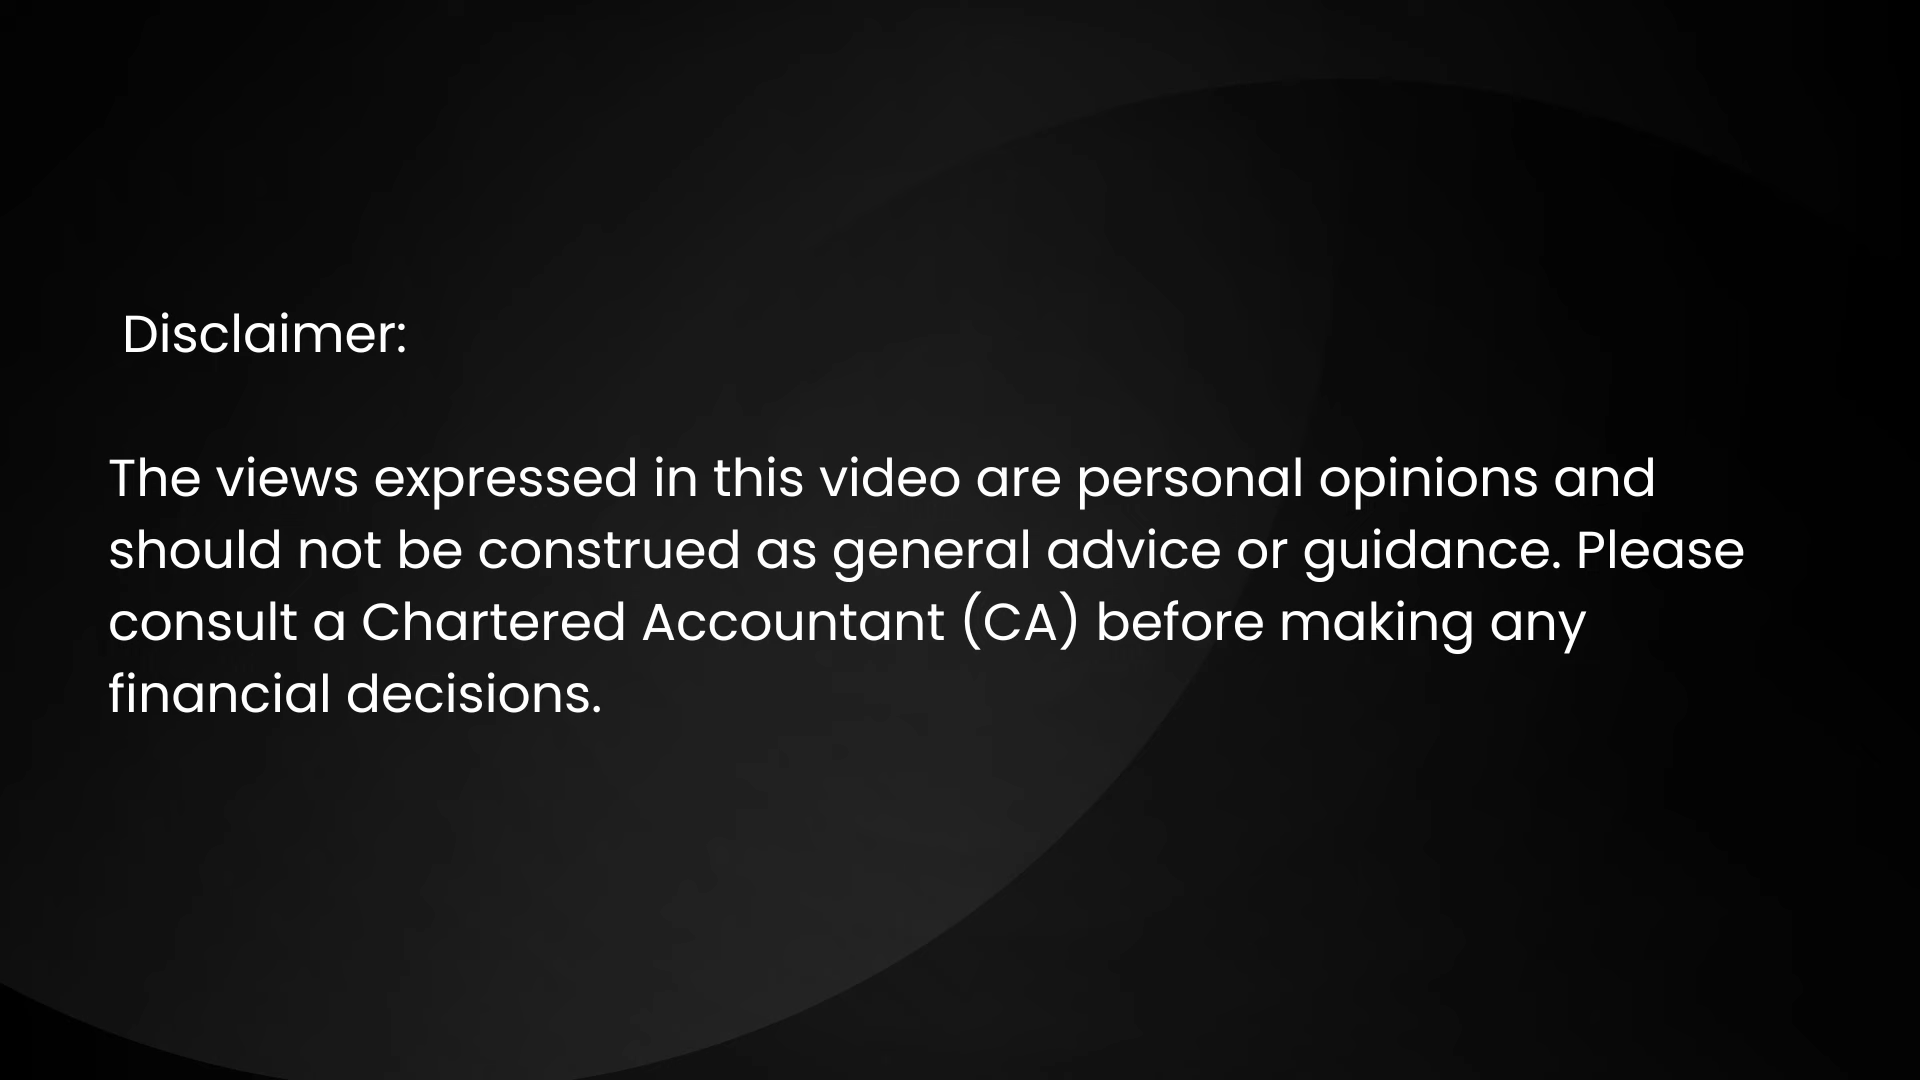 Disclaimer:
The views expressed in this video are personal opinions and
should not be construed as general advice or guidance. Please
consult a Chartered Accountant (CA) before making any
financial decisions.